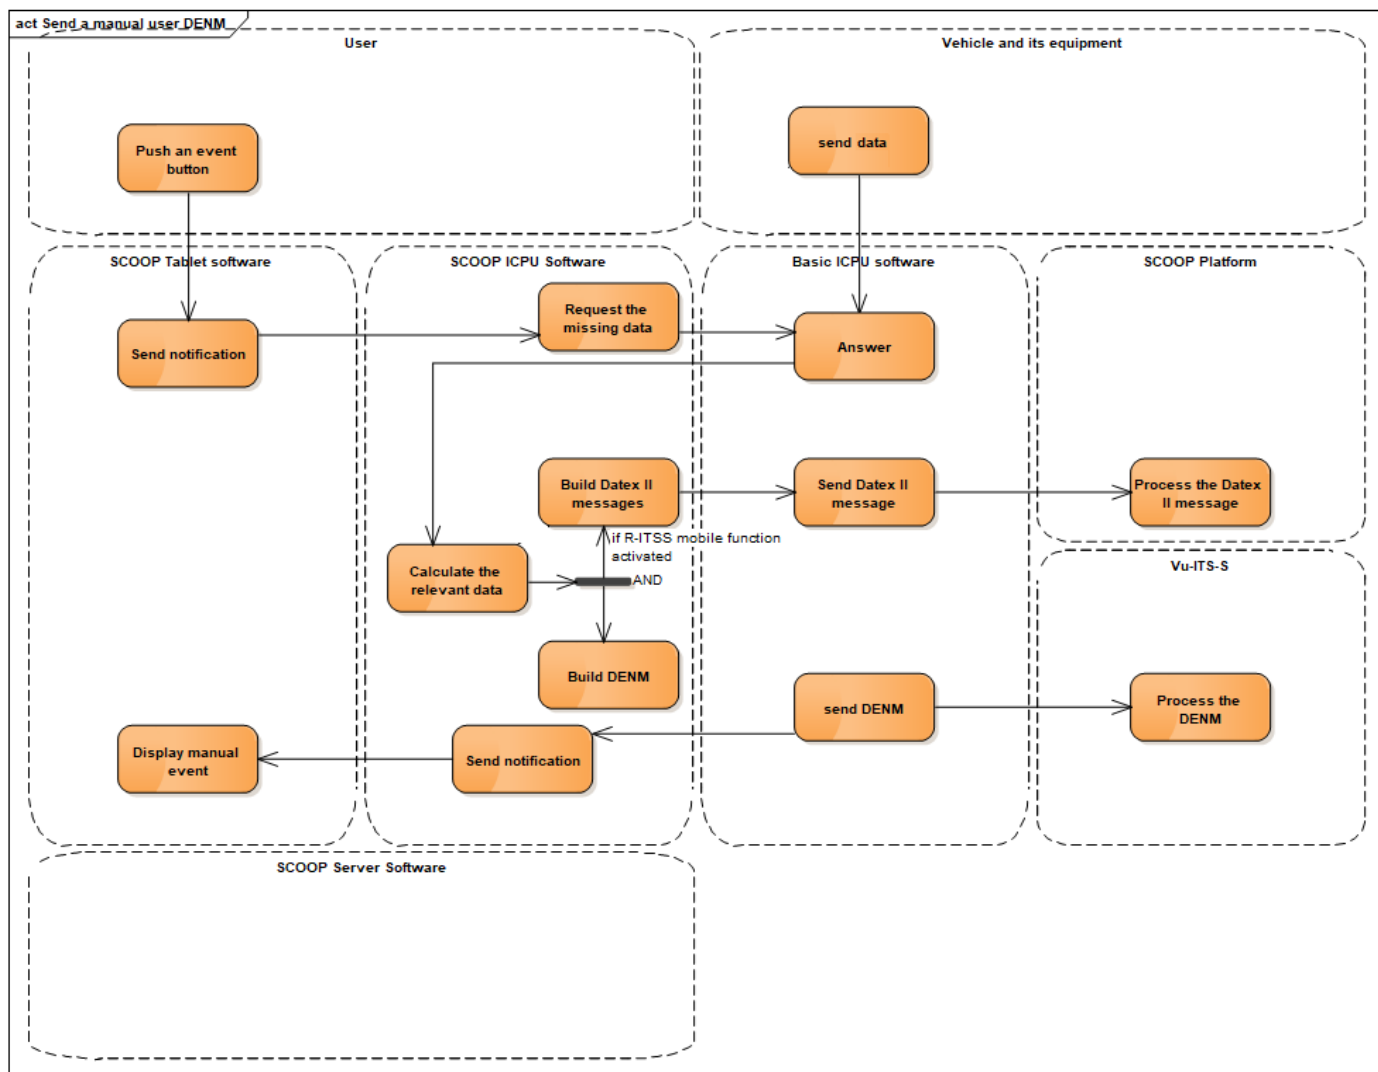 act Send a manual user DENM
User
Vehicle and its equipment
Push an event
button
send data
SCOOP Tablet software
SCOOP ICPU Software
Basic ICPU software
SCOOP Platform
Send notification
Request the
missing data
Answer
Build Datex II
messages
Send Datex II
message
Process the Datex
II message
if R-ITSS mobile function
activated
Calculate the
relevant data
AND
Vu-ITS-S
Build DENM
send DENM
Process the
DENM
Display manual
event
Send notification
SCOOP Server Software